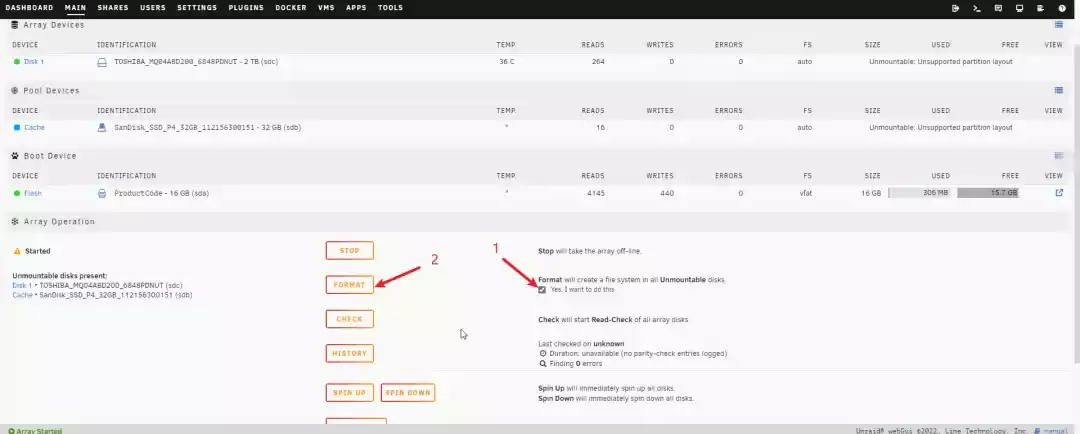 DASHBOARD MAIN SHARES USERS SETTINGS PLUGINS DOCKER VMS APPS TOOLS
Array Devices
DEVICE IDENTIFICATION TEMP. READS WRITES ERRORS FS SIZE USED FREE VIEW
Disk 1 TOSHIBA_MQ04ABD200_6848PDNUT - 2 TB (sdc) 36 C 264 0 0 auto Unmountable: Unsupported partition layout
Pool Devices
DEVICE IDENTIFICATION TEMP. READS WRITES ERRORS FS SIZE USED FREE VIEW
Cache SanDisk_SSD_P4_32GB_112156300151 - 32 GB (sdb) * 16 0 0 auto Unmountable: Unsupported partition layout
Boot Device
DEVICE IDENTIFICATION TEMP. READS WRITES ERRORS FS SIZE USED FREE VIEW
Flash ProductCode - 16 GB (sda) * 4145 440 0 vfat 16 GB 306 MB 15.7 GB
Array Operation
Started STOP Stop will take the array off-line.
1
2
Unmountable disks present:
Disk 1 • TOSHIBA_MQ04ABD200_6848PDNUT (sdc)
Cache • SanDisk_SSD_P4_32GB_112156300151 (sdb)
FORMAT Format will create a file system in all Unmountable disks.
Yes, I want to do this
CHECK Check will start Read-Check of all array disks.
HISTORY Last checked on unknown
Duration: unavailable (no parity-check entries logged)
Finding 0 errors
SPIN UP SPIN DOWN Spin Up will immediately spin up all disks.
Spin Down will immediately spin down all disks.
Array Started Unraid® webGui ©2022, Lime Technology, Inc. manual